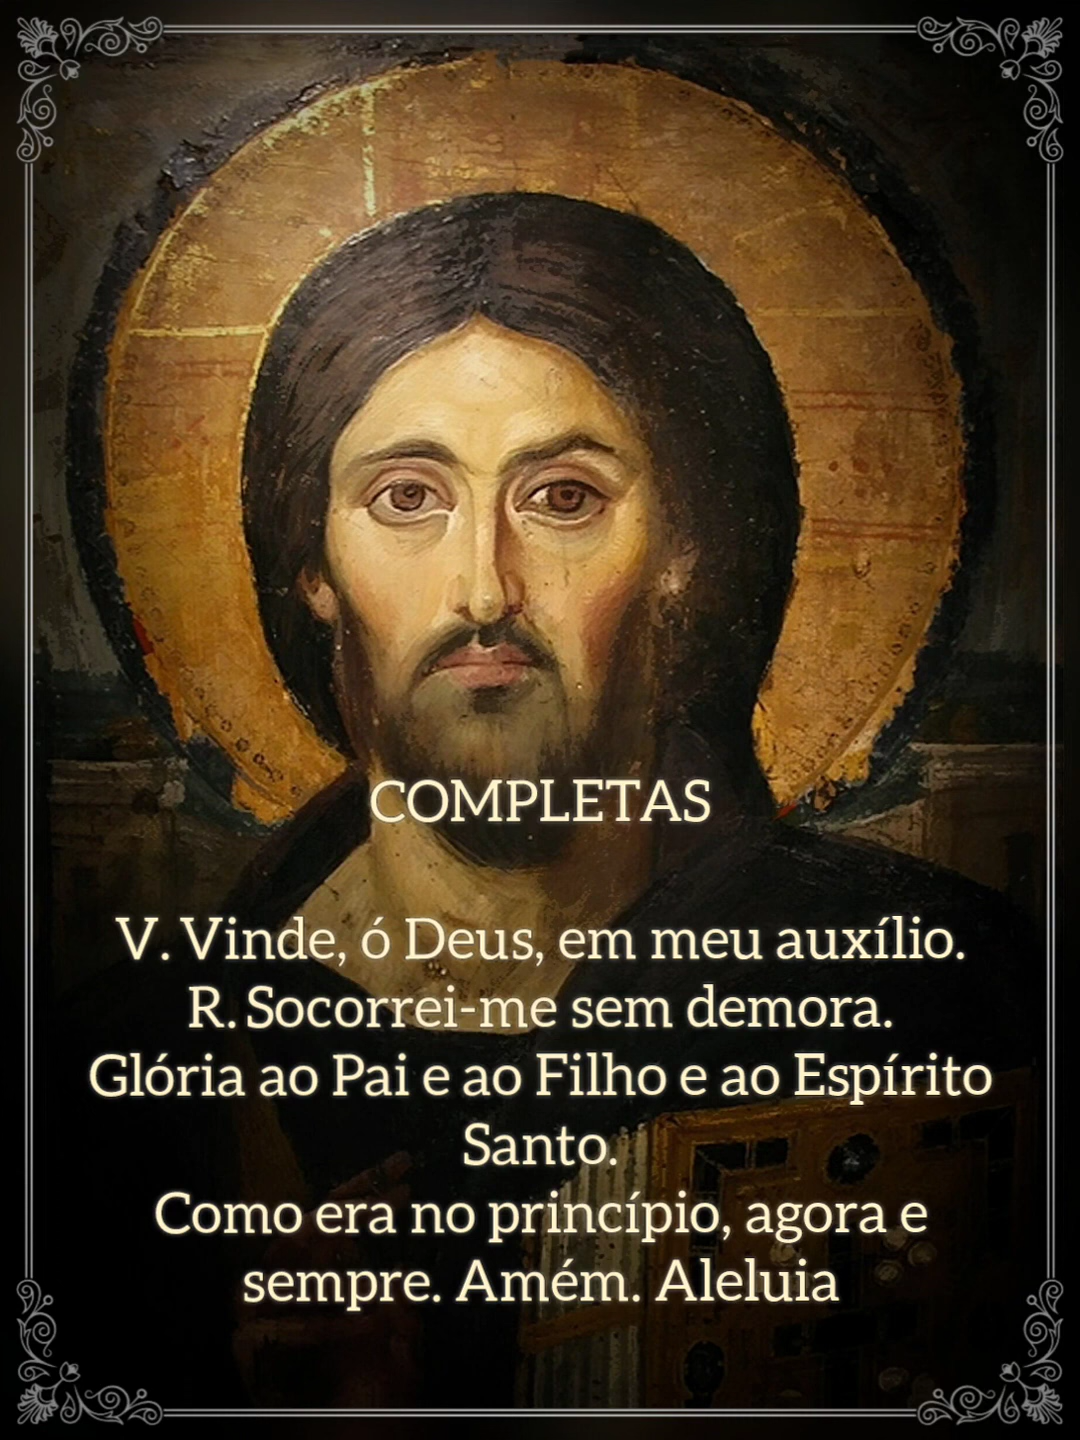 COMPLETAS
V. Vinde, ó Deus, em meu auxílio.
R. Socorrei-me sem demora.
Glória ao Pai e ao Filho e ao Espírito
Santo.
Como era no princípio, agora e
sempre. Amém. Aleluia